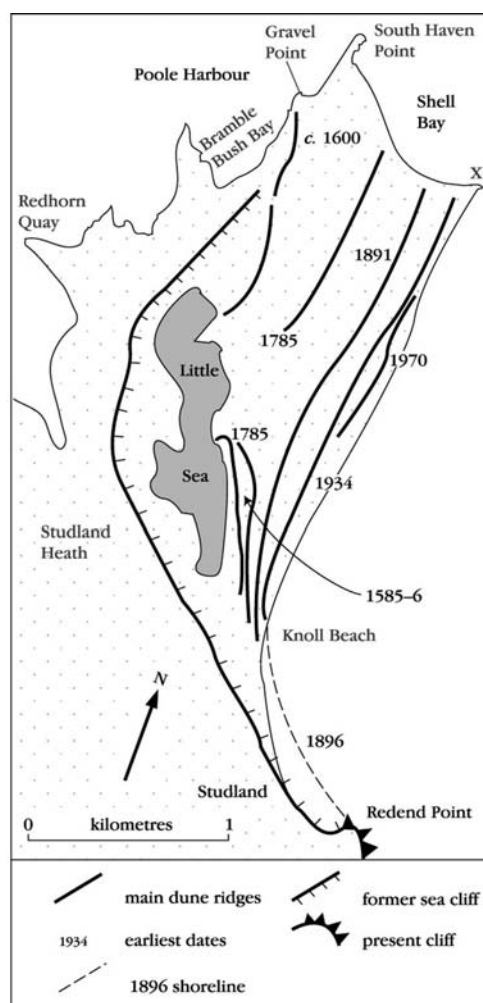 South Haven
Point
Gravel
Point
Poole Harbour
Shell
Bay
Bramble
Bush Bay
c. 1600
X
Redhorn
Quay
1891
1785
1970
Little
1785
Sea
1934
Studland
Heath
1585–6
Knoll Beach
N
1896
Studland
Redend Point
0 kilometres 1
main dune ridges
former sea cliff
1934 earliest dates
present cliff
1896 shoreline